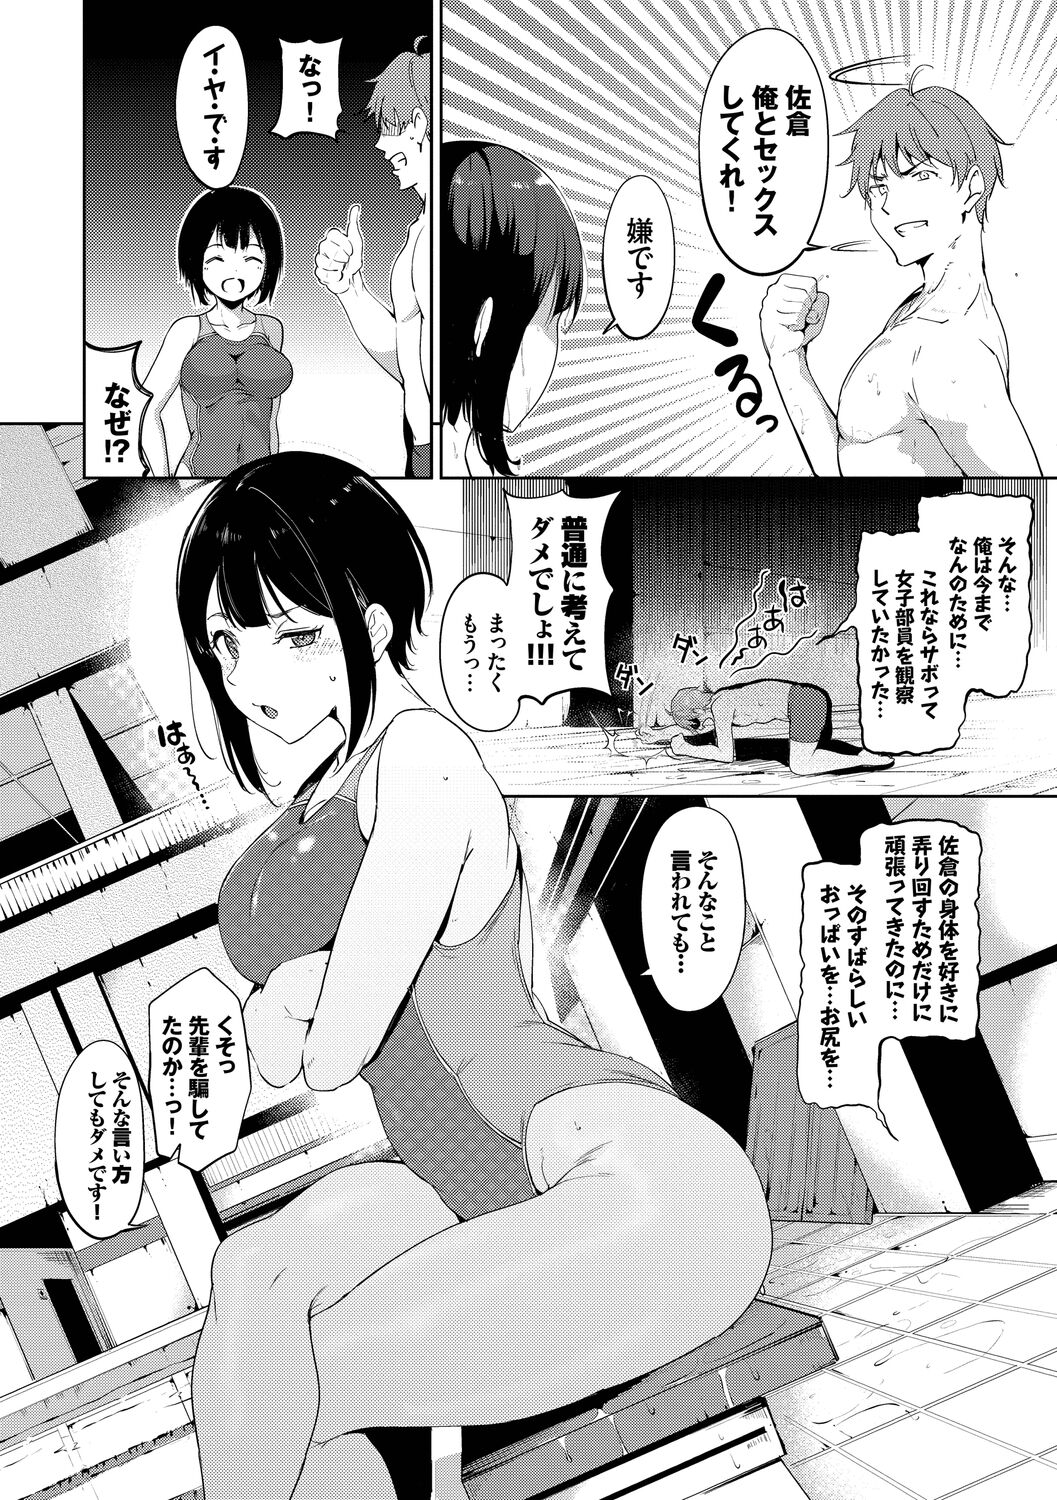 佐倉
俺とセックス
してくれ!
くるるっ
嫌です
なっ!
イ・ヤ・で・す
なぜ!?
そんな…
俺は今まで
なんのために…
これならサボって
女子部員を観察
していたかった…
はぁぁ
ダン
ダン
普通に考えて
ダメでしょ!!!
まったく
もうっ…
はぁ〜…
佐倉の身体を好きに
弄り回すためだけに
頑張ってきたのに…
そのすばらしい
おっぱいを…お尻を…
そんなこと
言われても…
くそっ
先輩を騙して
たのか…っ!
そんな言い方
してもダメです!